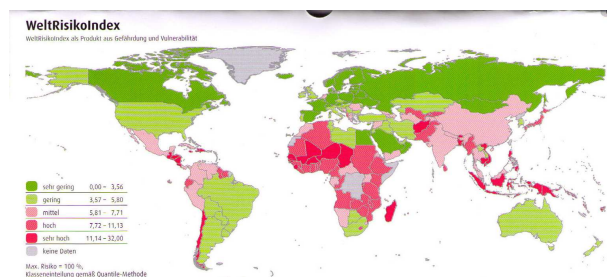 WeltRisikoIndex
WeltRisikoIndex als Produkt aus Gefährdung und Vulnerabilität
sehr gering 0,00 – 3,56
gering 3,57 – 5,80
mittel 5,81 – 7,71
hoch 7,72 – 11,13
sehr hoch 11,14 – 32,00
keine Daten
Max. Risiko = 100 %,
Klasseneinteilung gemäß Quantile-Methode